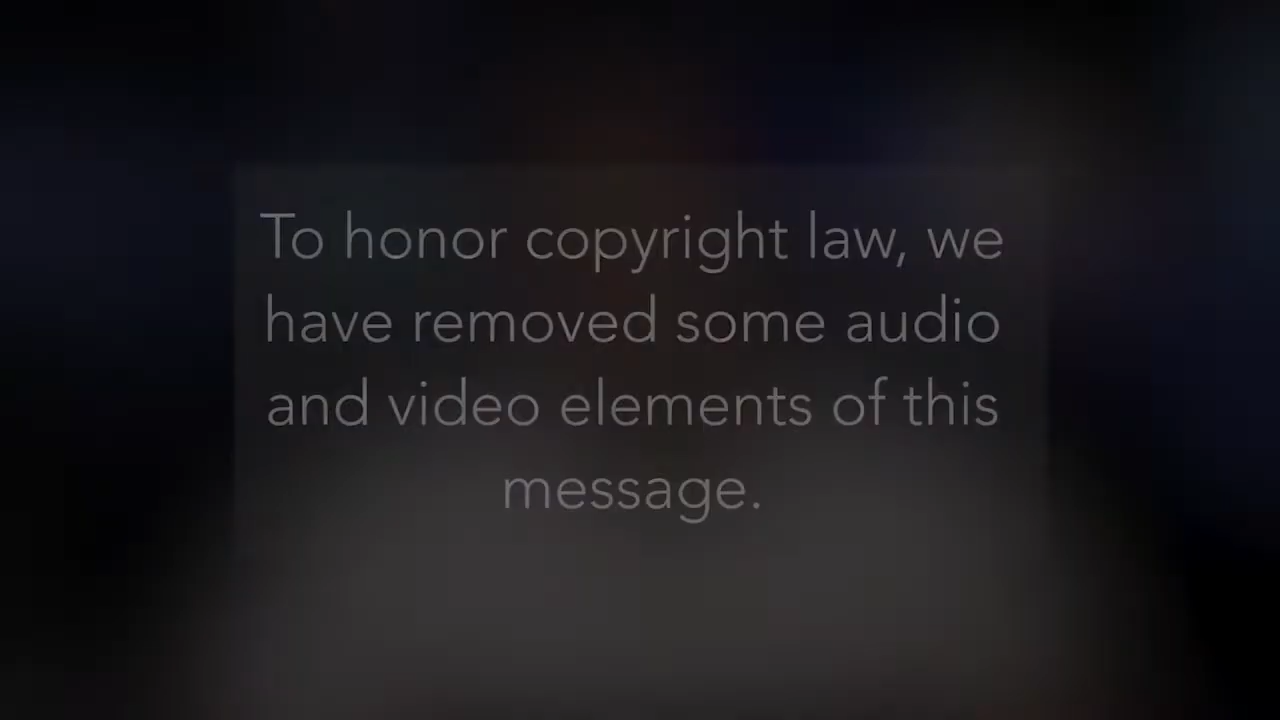 To honor copyright law, we
have removed some audio
and video elements of this
message.